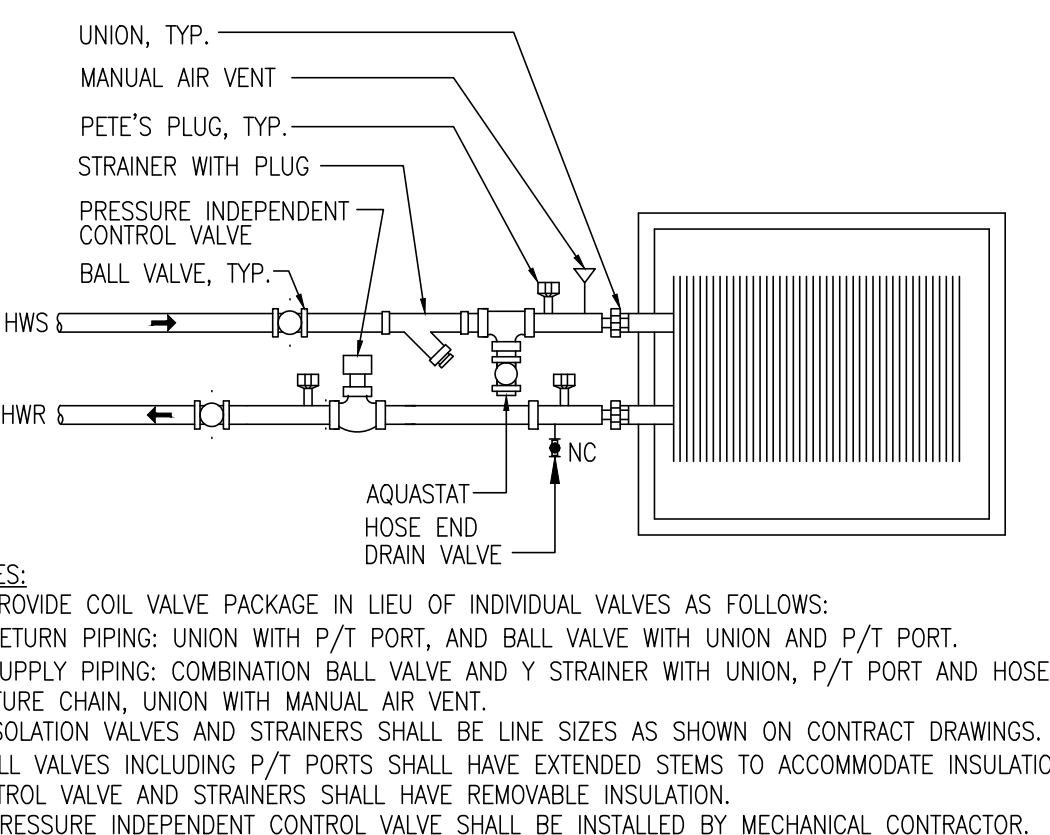 UNION, TYP.
MANUAL AIR VENT
PETE'S PLUG, TYP.
STRAINER WITH PLUG
PRESSURE INDEPENDENT
CONTROL VALVE
BALL VALVE, TYP.
HWS
HWR
NC
AQUASTAT
HOSE END
DRAIN VALVE
ES:
ROVIDE COIL VALVE PACKAGE IN LIEU OF INDIVIDUAL VALVES AS FOLLOWS:
ETURN PIPING: UNION WITH P/T PORT, AND BALL VALVE WITH UNION AND P/T PORT.
UPPLY PIPING: COMBINATION BALL VALVE AND Y STRAINER WITH UNION, P/T PORT AND HOSE
TURE CHAIN, UNION WITH MANUAL AIR VENT.
SOLATION VALVES AND STRAINERS SHALL BE LINE SIZES AS SHOWN ON CONTRACT DRAWINGS.
LL VALVES INCLUDING P/T PORTS SHALL HAVE EXTENDED STEMS TO ACCOMMODATE INSULATIO
TROL VALVE AND STRAINERS SHALL HAVE REMOVABLE INSULATION.
RESSURE INDEPENDENT CONTROL VALVE SHALL BE INSTALLED BY MECHANICAL CONTRACTOR.